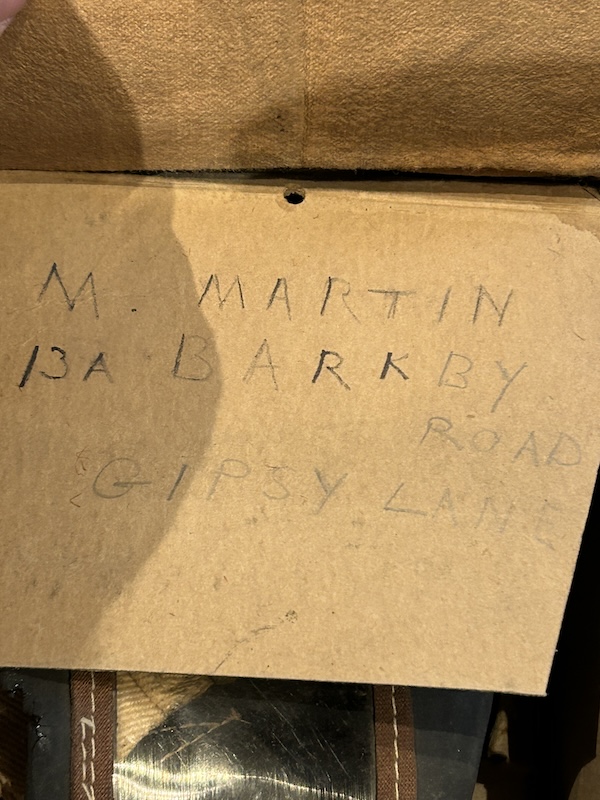 M. MARTIN
13A BARKBY
ROAD
GIPSY LANE